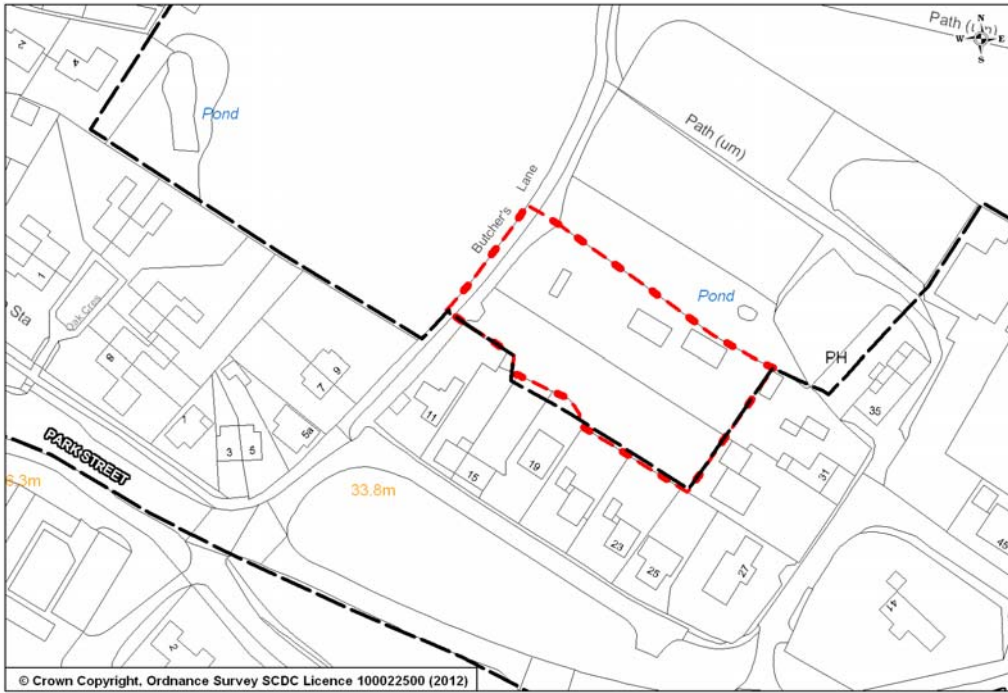 Path (um)
N
W E
S
2
4
Pond
Path (um)
Butcher's Lane
1
Oak Cres
Sta
8
7
9
7
3
5
5a
11
15
19
23
25
27
31
35
PH
Pond
45
41
PARK STREET
33.8m
2
© Crown Copyright. Ordnance Survey SCDC Licence 100022500 (2012)